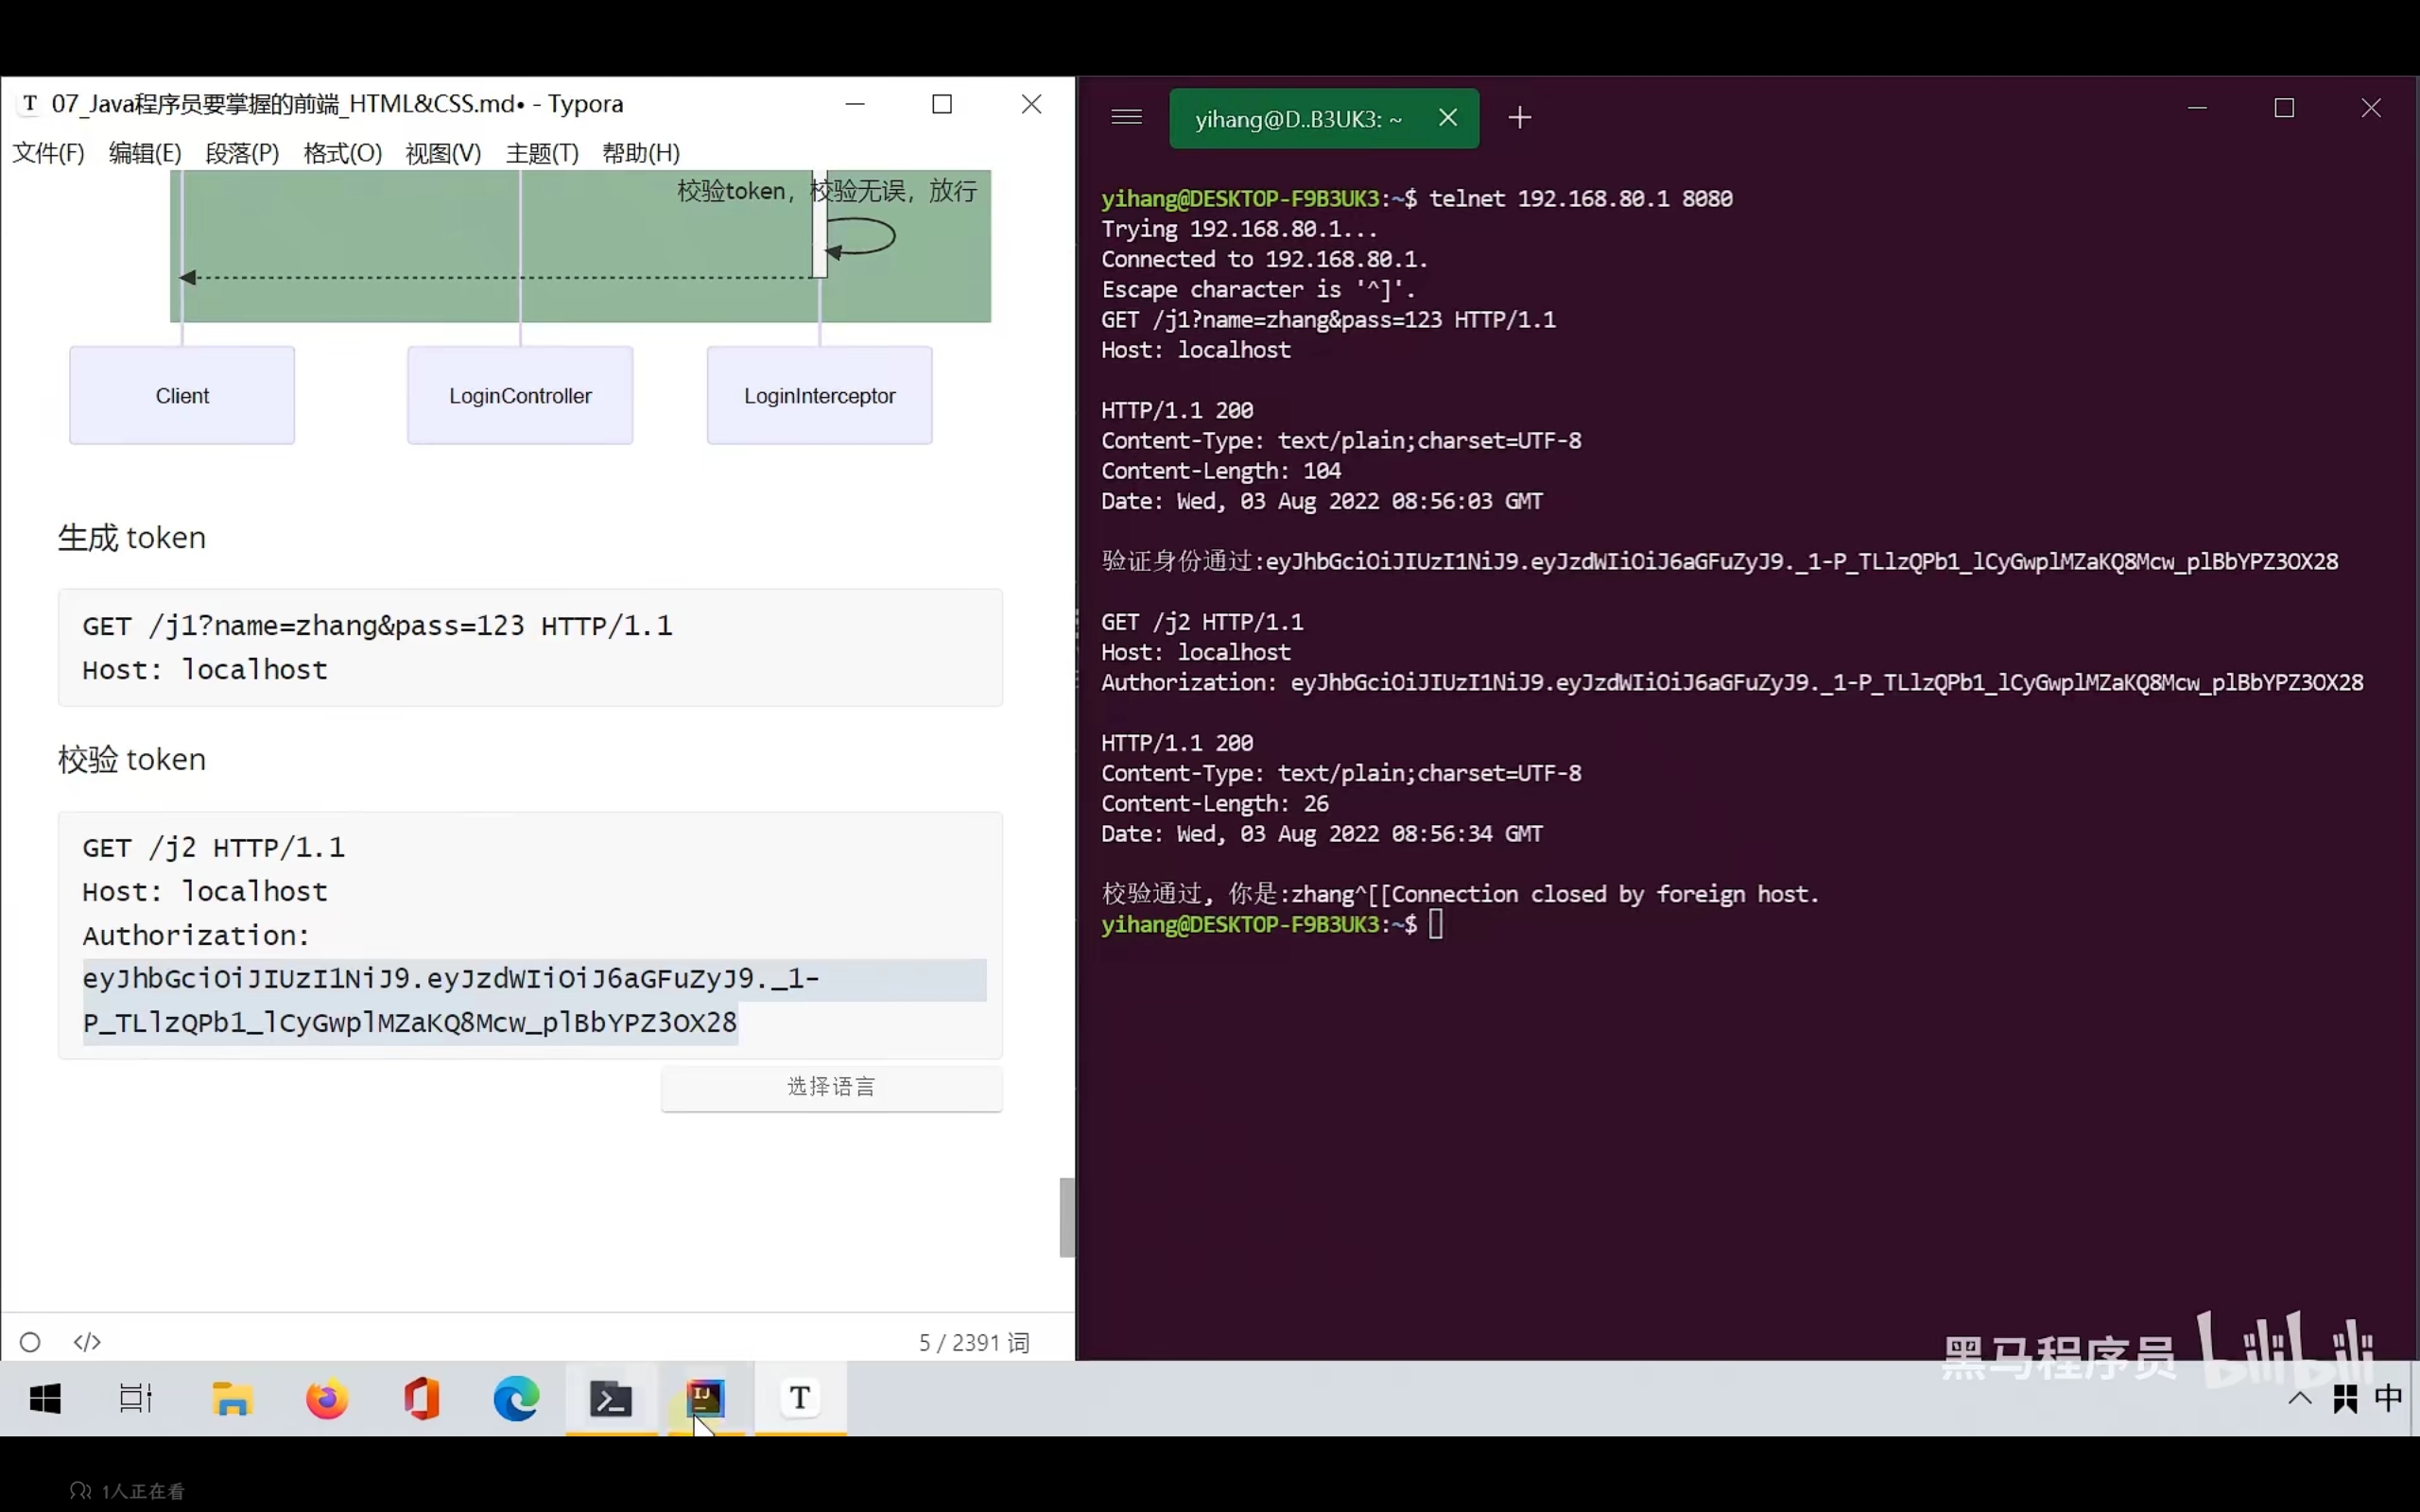 T 07_Java程序员要掌握的前端_HTML&CSS.md• - Typora
文件(F) 编辑(E) 段落(P) 格式(O) 视图(V) 主题(T) 帮助(H)
校验token，校验无误，放行
Client LoginController LoginInterceptor
生成 token
GET /j1?name=zhang&pass=123 HTTP/1.1
Host: localhost
校验 token
GET /j2 HTTP/1.1
Host: localhost
Authorization:
eyJhbGciOiJIUzI1NiJ9.eyJzdWIiOiJ6aGFuZyJ9._1-
P_TLlzQPb1_lCyGwplMZaKQ8Mcw_plBbYPZ3OX28
选择语言
</> 5 / 2391 词
yihang@D..B3UK3: ~
yihang@DESKTOP-F9B3UK3:~$ telnet 192.168.80.1 8080
Trying 192.168.80.1...
Connected to 192.168.80.1.
Escape character is '^]'.
GET /j1?name=zhang&pass=123 HTTP/1.1
Host: localhost
HTTP/1.1 200
Content-Type: text/plain;charset=UTF-8
Content-Length: 104
Date: Wed, 03 Aug 2022 08:56:03 GMT
验证身份通过:eyJhbGciOiJIUzI1NiJ9.eyJzdWIiOiJ6aGFuZyJ9._1-P_TLlzQPb1_lCyGwplMZaKQ8Mcw_plBbYPZ3OX28
GET /j2 HTTP/1.1
Host: localhost
Authorization: eyJhbGciOiJIUzI1NiJ9.eyJzdWIiOiJ6aGFuZyJ9._1-P_TLlzQPb1_lCyGwplMZaKQ8Mcw_plBbYPZ3OX28
HTTP/1.1 200
Content-Type: text/plain;charset=UTF-8
Content-Length: 26
Date: Wed, 03 Aug 2022 08:56:34 GMT
校验通过, 你是:zhang^[[Connection closed by foreign host.
yihang@DESKTOP-F9B3UK3:~$
黑马程序员 bilibili
IJ T 中
1人正在看